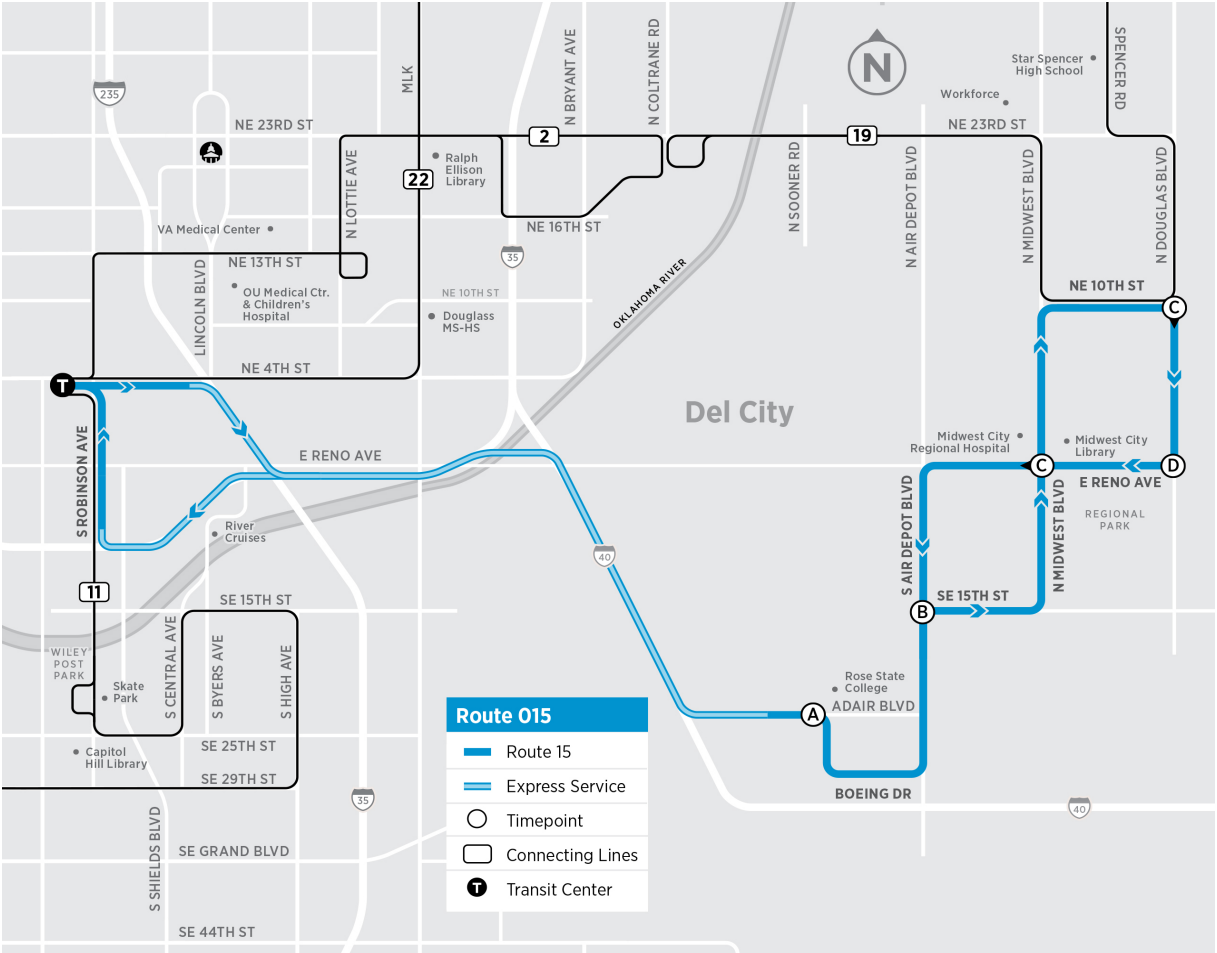 SPENCER RD
Star Spencer
High School
MLK
N BRYANT AVE
N COLTRANE RD
N
235
Workforce
NE 23RD ST
2
19
NE 23RD ST
N LOTTIE AVE
22
Ralph
Ellison
Library
N SOONER RD
N AIR DEPOT BLVD
N MIDWEST BLVD
N DOUGLAS BLVD
VA Medical Center
NE 16TH ST
NE 13TH ST
35
OKLAHOMA RIVER
LINCOLN BLVD
OU Medical Ctr.
& Children's
Hospital
NE 10TH ST
NE 10TH ST
C
Douglass
MS-HS
NE 4TH ST
T
Del City
S ROBINSON AVE
E RENO AVE
Midwest City
Regional Hospital
Midwest City
Library
C
D
E RENO AVE
S AIR DEPOT BLVD
N MIDWEST BLVD
REGIONAL
PARK
River
Cruises
40
11
SE 15TH ST
B
SE 15TH ST
WILEY
POST
PARK
S CENTRAL AVE
S BYERS AVE
S HIGH AVE
Skate
Park
Rose State
College
ADAIR BLVD
A
Capitol
Hill Library
SE 25TH ST
SE 29TH ST
BOEING DR
35
40
S SHIELDS BLVD
SE GRAND BLVD
SE 44TH ST
Route 015
Route 15
Express Service
Timepoint
Connecting Lines
T
Transit Center